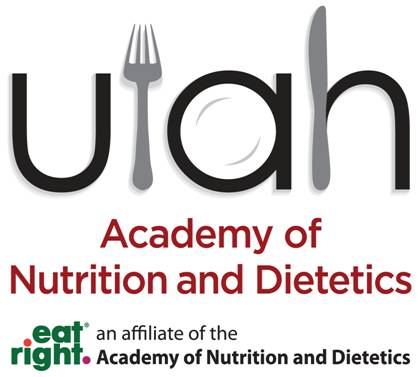 utah
Academy of
Nutrition and Dietetics
eat® an affiliate of the
right. Academy of Nutrition and Dietetics